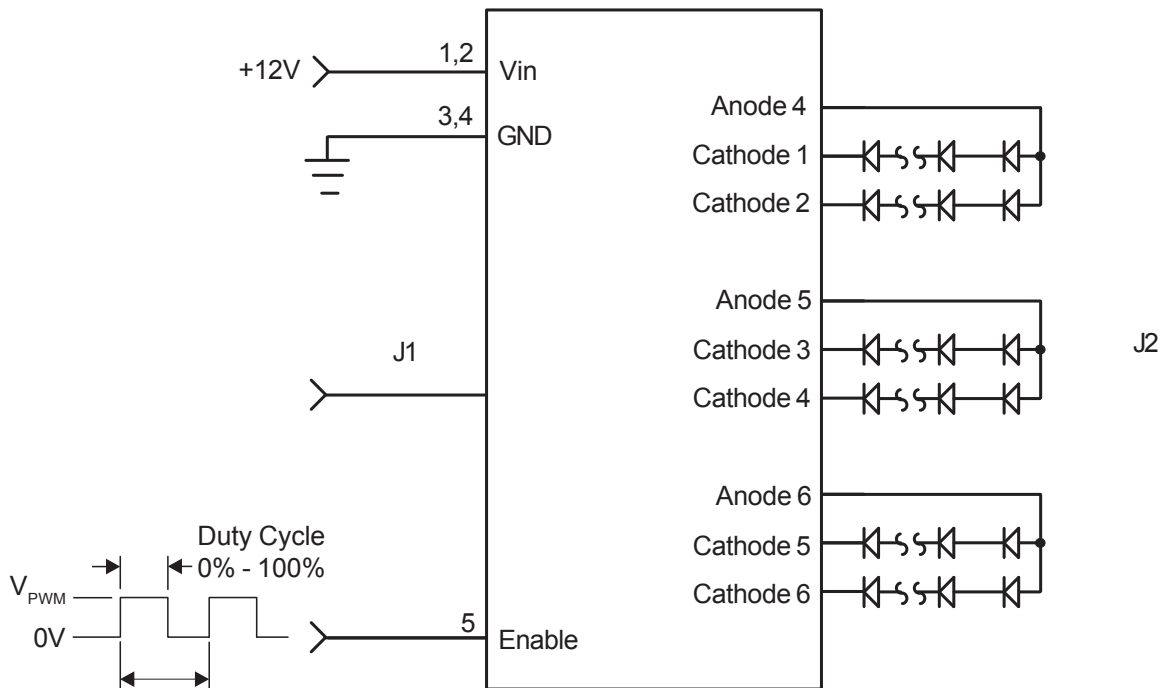 +12V
1,2
Vin
3,4
GND
Anode 4
Cathode 1
Cathode 2
Anode 5
J1
Cathode 3
J2
Cathode 4
Anode 6
Duty Cycle
0% - 100%
Cathode 5
VPWM
Cathode 6
0V
5
Enable